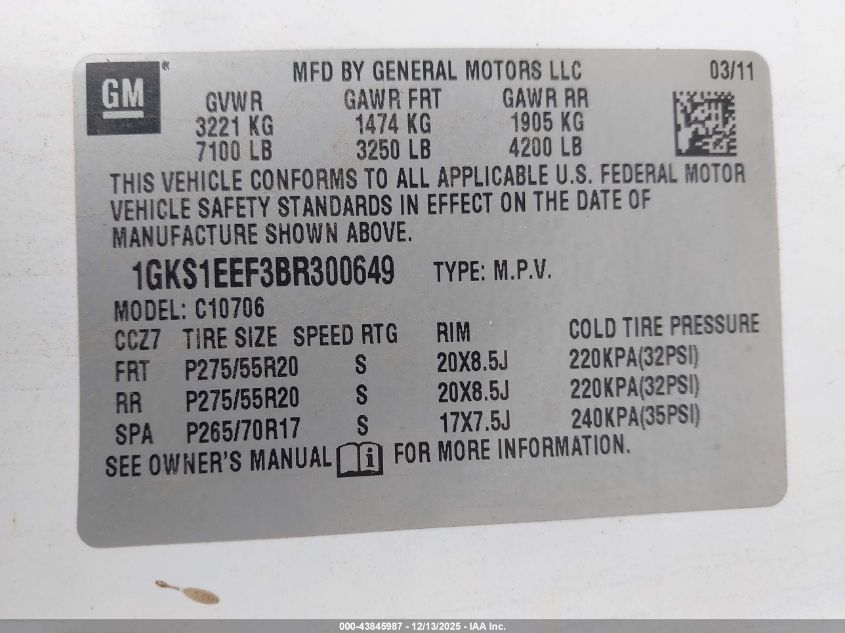 GM ® MFD BY GENERAL MOTORS LLC 03/11
GVWR GAWR FRT GAWR RR
3221 KG 1474 KG 1905 KG
7100 LB 3250 LB 4200 LB
THIS VEHICLE CONFORMS TO ALL APPLICABLE U.S. FEDERAL MOTOR
VEHICLE SAFETY STANDARDS IN EFFECT ON THE DATE OF
MANUFACTURE SHOWN ABOVE.
1GKS1EEF3BR300649 TYPE: M.P.V.
MODEL: C10706
CCZ7 TIRE SIZE SPEED RTG RIM COLD TIRE PRESSURE
FRT P275/55R20 S 20X8.5J 220KPA(32PSI)
RR P275/55R20 S 20X8.5J 220KPA(32PSI)
SPA P265/70R17 S 17X7.5J 240KPA(35PSI)
SEE OWNER'S MANUAL i FOR MORE INFORMATION.
000-43845987 - 12/13/2025 - IAA Inc.